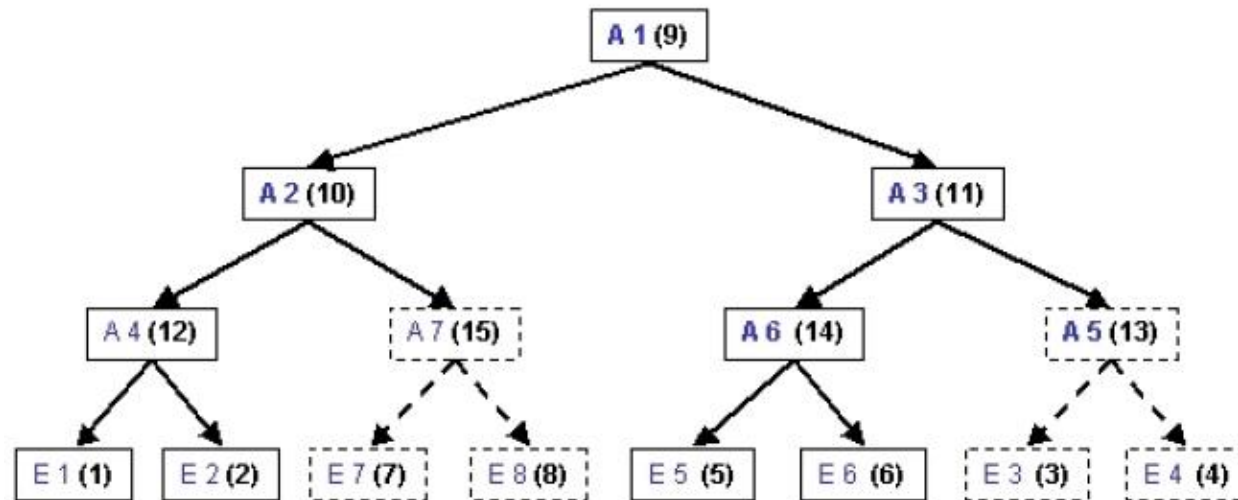 A 1 (9)
A 2 (10) A 3 (11)
A 4 (12) A 7 (15) A 6 (14) A 5 (13)
E 1 (1) E 2 (2) E 7 (7) E 8 (8) E 5 (5) E 6 (6) E 3 (3) E 4 (4)